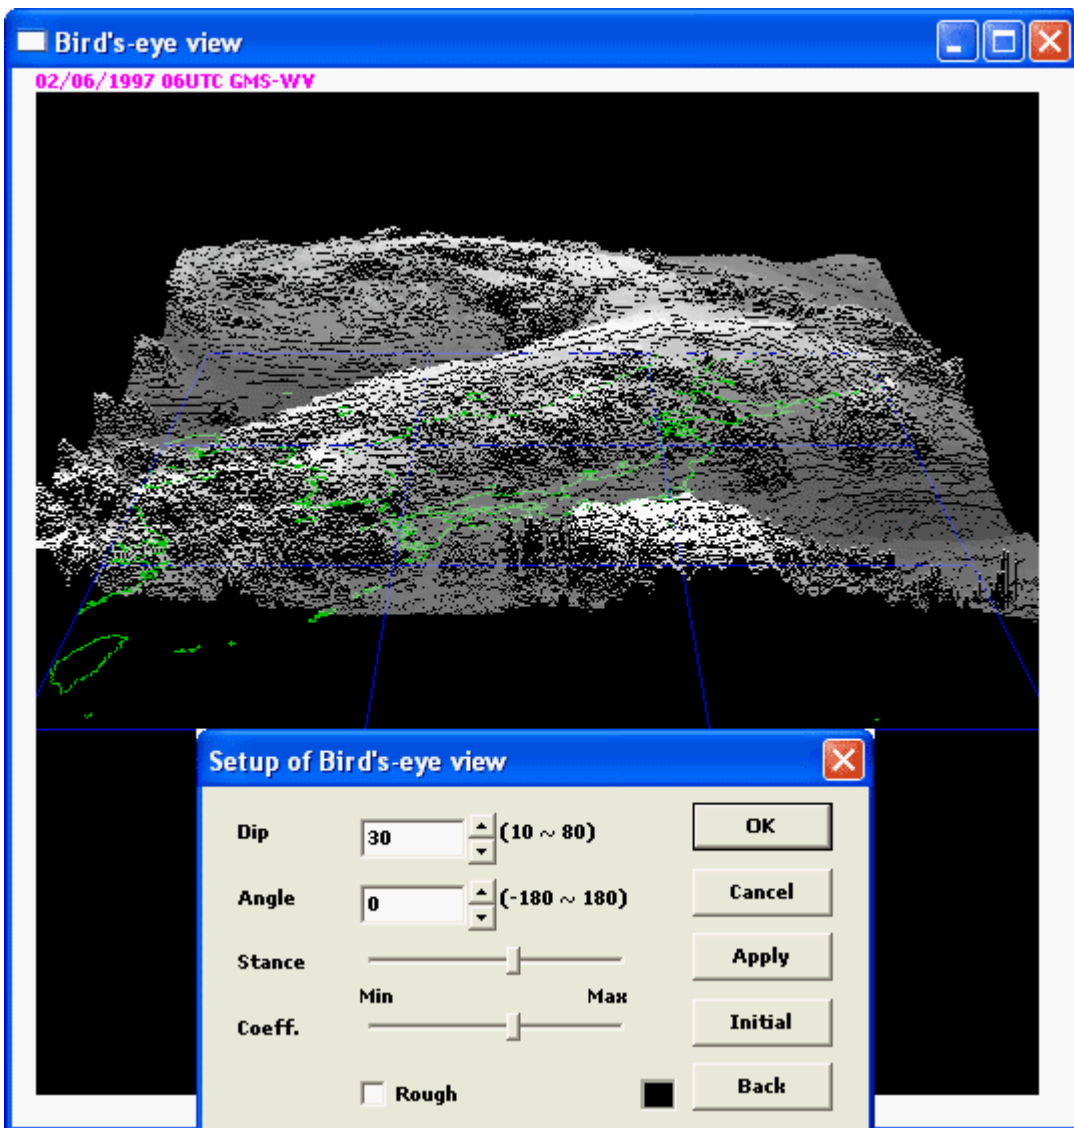 Bird's-eye view
02/06/1997 06UTC GMS-WV
Setup of Bird's-eye view
Dip 30 (10 ~ 80) OK
Angle 0 (-180 ~ 180) Cancel
Stance Apply
Min Max
Coeff. Initial
Rough Back